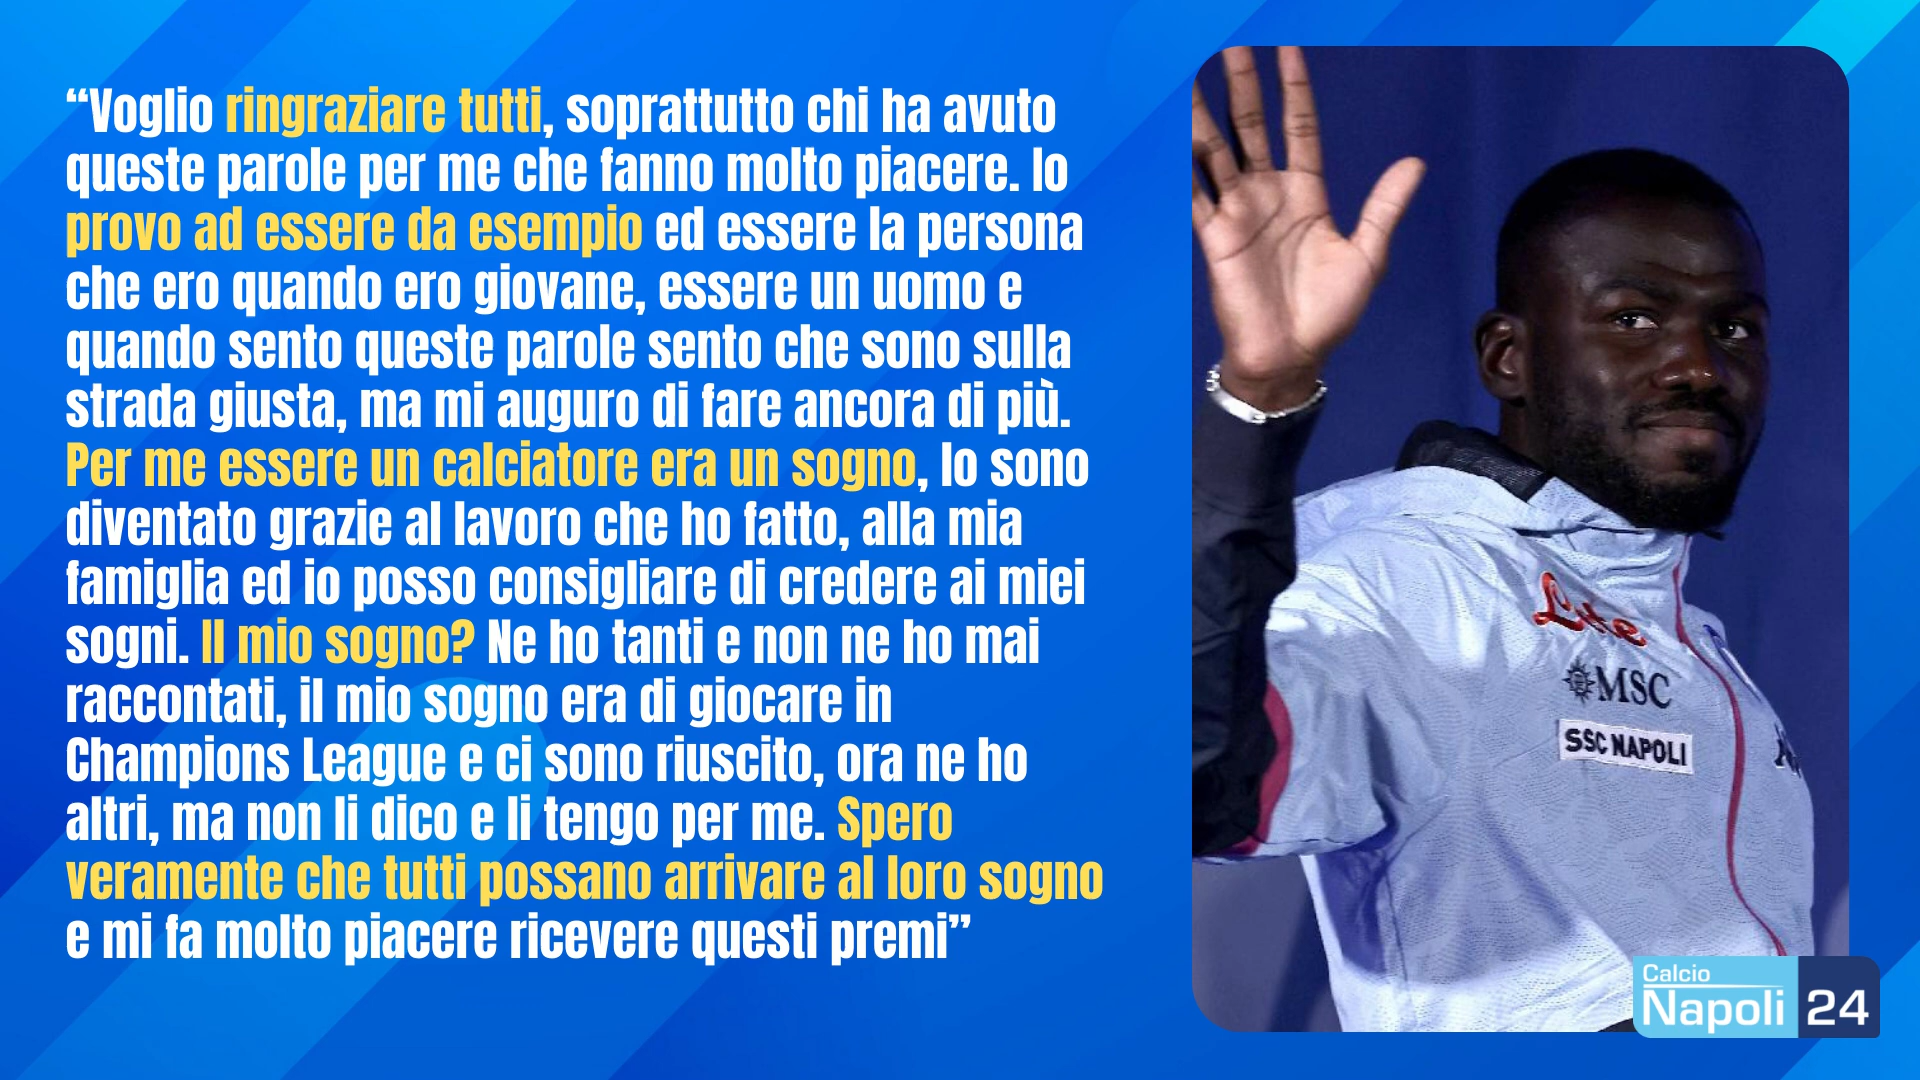 “Voglio ringraziare tutti, soprattutto chi ha avuto
queste parole per me che fanno molto piacere. Io
provo ad essere da esempio ed essere la persona
che ero quando ero giovane, essere un uomo e
quando sento queste parole sento che sono sulla
strada giusta, ma mi auguro di fare ancora di più.
Per me essere un calciatore era un sogno, lo sono
diventato grazie al lavoro che ho fatto, alla mia
famiglia ed io posso consigliare di credere ai miei
sogni. Il mio sogno? Ne ho tanti e non ne ho mai
raccontati, il mio sogno era di giocare in
Champions League e ci sono riuscito, ora ne ho
altri, ma non li dico e li tengo per me. Spero
veramente che tutti possano arrivare al loro sogno
e mi fa molto piacere ricevere questi premi”
MSC
SSC NAPOLI
Calcio
Napoli 24